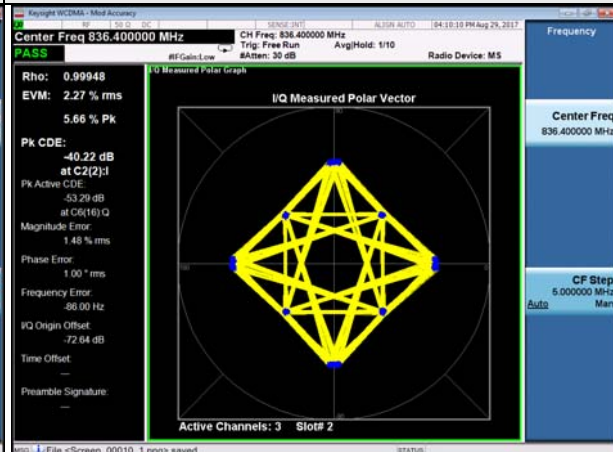 Keysight WCDMA - Mod Accuracy
RF 50 Ω DC SENSE:INT ALIGN AUTO 04:10:10 PM Aug 29, 2017
Center Freq 836.400000 MHz
CH Freq: 836.400000 MHz
Trig: Free Run Avg|Hold: 1/10
PASS
#IFGain:Low #Atten: 30 dB Radio Device: MS
Frequency
I/Q Measured Polar Graph
I/Q Measured Polar Vector
Rho: 0.99948
EVM: 2.27 % rms
5.66 % Pk
Pk CDE:
-40.22 dB
at C2(2):I
Pk Active CDE:
-53.29 dB
at C6(16):Q
Magnitude Error:
1.48 % rms
Phase Error:
1.00 ° rms
Frequency Error:
-86.00 Hz
I/Q Origin Offset:
-72.64 dB
Time Offset:
---
Preamble Signature:
---
Active Channels: 3 Slot# 2
Center Freq
836.400000 MHz
CF Step
5.000000 MHz
Auto Man
MSG File <Screen_00010_1.png> saved STATUS